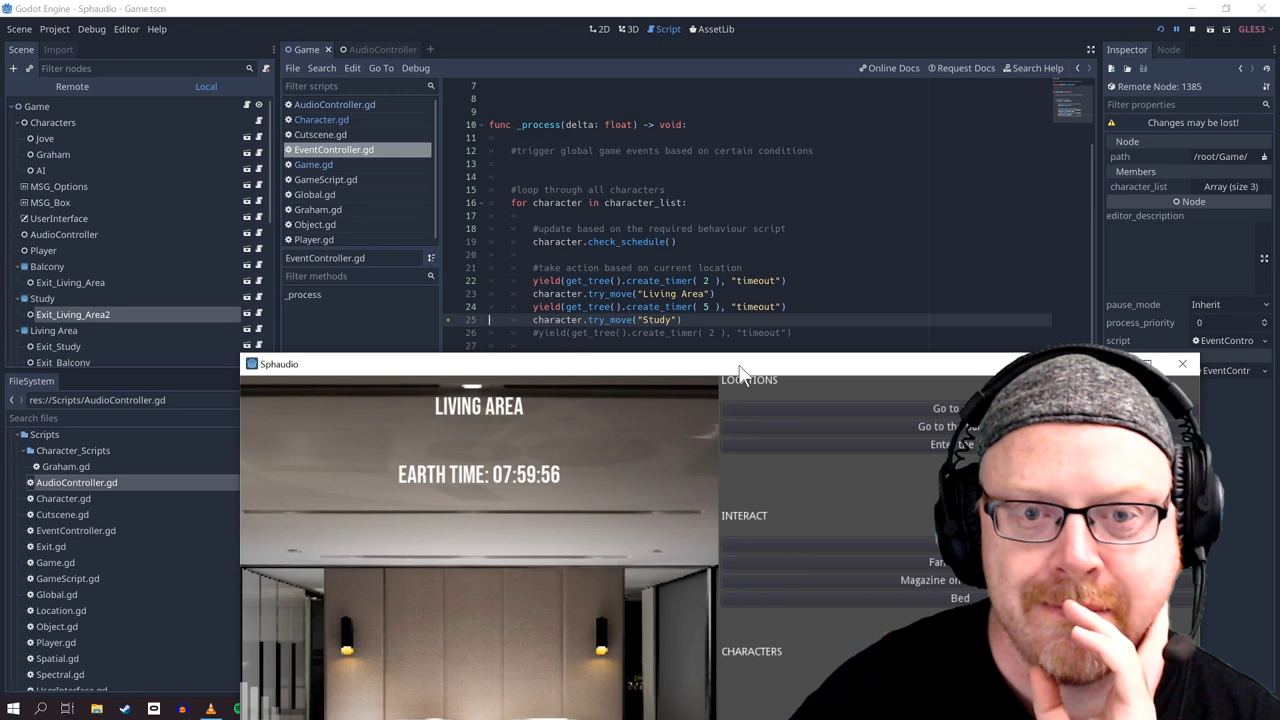 Godot Engine - Sphaudio - Game.tscn
Scene Project Debug Editor Help
2D 3D Script AssetLib
GLES3
Scene Import
Filter nodes
Remote Local
Game
Characters
Jove
Graham
AI
MSG_Options
MSG_Box
UserInterface
AudioController
Player
Balcony
Exit_Living_Area
Study
Exit_Living_Area2
Living Area
Exit_Study
Exit_Balcony
FileSystem
res://Scripts/AudioController.gd
Search files
Scripts
Character_Scripts
Graham.gd
AudioController.gd
Character.gd
Cutscene.gd
EventController.gd
Exit.gd
Game.gd
GameScript.gd
Global.gd
Location.gd
Object.gd
Player.gd
Spatial.gd
Spectral.gd
UserInterface.gd
Game AudioController
File Search Edit Go To Debug
Online Docs Request Docs Search Help
Filter scripts
AudioController.gd
Character.gd
Cutscene.gd
EventController.gd
Game.gd
GameScript.gd
Global.gd
Graham.gd
Object.gd
Player.gd
EventController.gd
Filter methods
_process
7
8
9
10 func _process(delta: float) -> void:
11
12 #trigger global game events based on certain conditions
13
14
15 #loop through all characters
16 for character in character_list:
17
18 #update based on the required behaviour script
19 character.check_schedule()
20
21 #take action based on current location
22 yield(get_tree().create_timer( 2 ), "timeout")
23 character.try_move("Living Area")
24 yield(get_tree().create_timer( 5 ), "timeout")
25 character.try_move("Study")
26 #yield(get_tree().create_timer( 2 ), "timeout")
27
Inspector Node
Remote Node: 1385
Filter properties
Changes may be lost!
Node
path /root/Game/
Members
character_list Array (size 3)
Node
editor_description
pause_mode Inherit
process_priority 0
script EventContro
EventContr
Sphaudio
LIVING AREA
EARTH TIME: 07:59:56
LOCATIONS
Go to
Go to the
Enter the
INTERACT
Magazine on
Bed
CHARACTERS